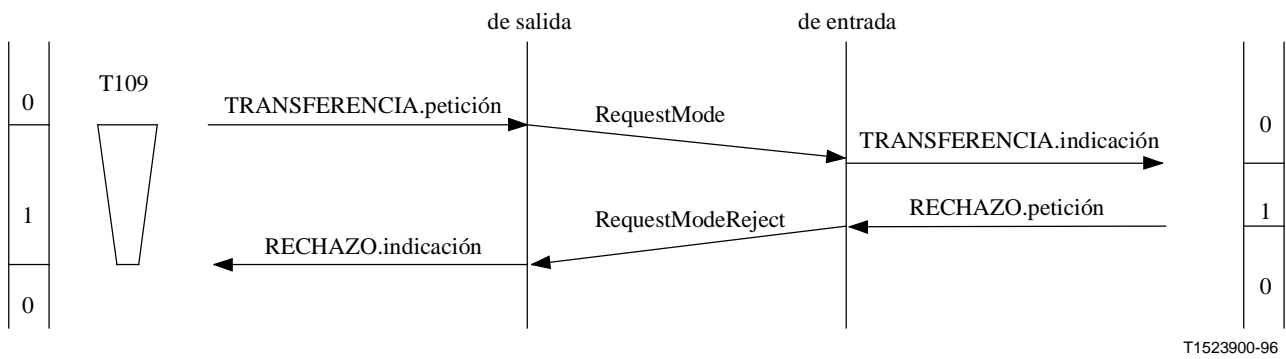 de salida
de entrada
T109
0
TRANSFERENCIA.petición
RequestMode
0
TRANSFERENCIA.indicación
1
RequestModeReject
RECHAZO.petición
1
RECHAZO.indicación
0
0
T1523900-96